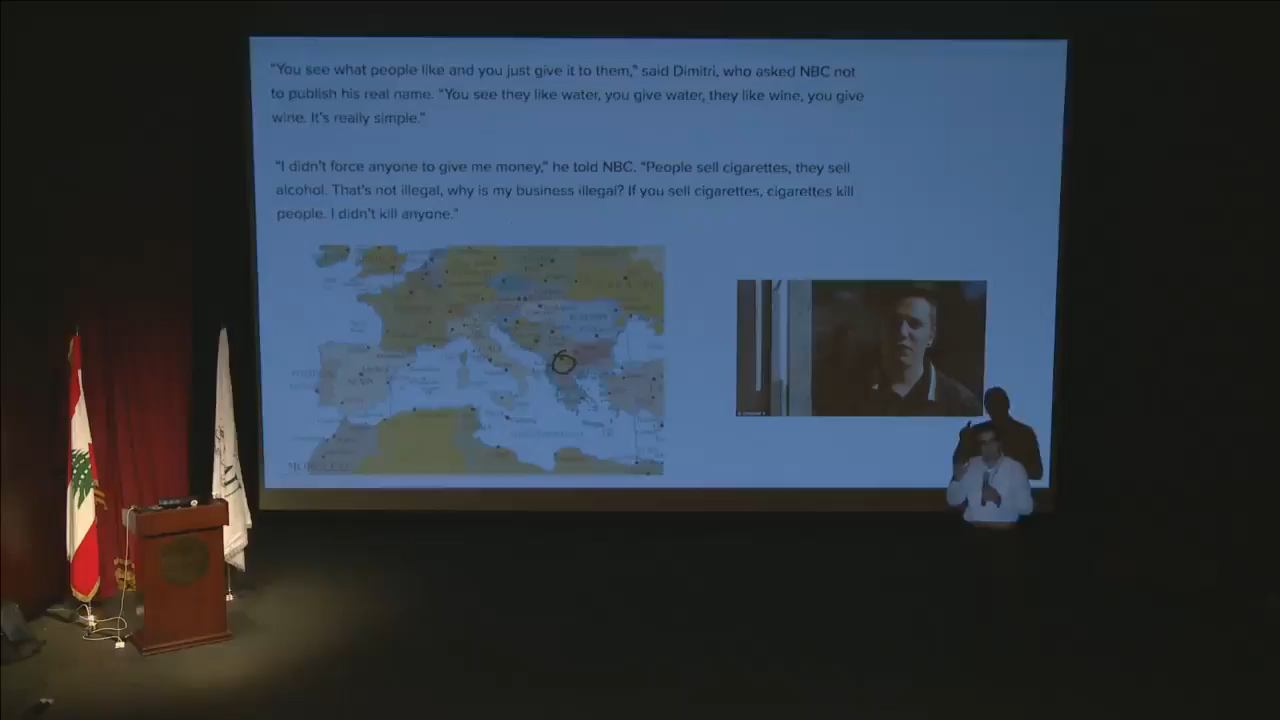 "You see what people like and you just give it to them," said Dimitri, who asked NBC not
to publish his real name. "You see they like water, you give water, they like wine, you give
wine. It's really simple."
"I didn't force anyone to give me money," he told NBC. "People sell cigarettes, they sell
alcohol. That's not illegal, why is my business illegal? If you sell cigarettes, cigarettes kill
people. I didn't kill anyone."